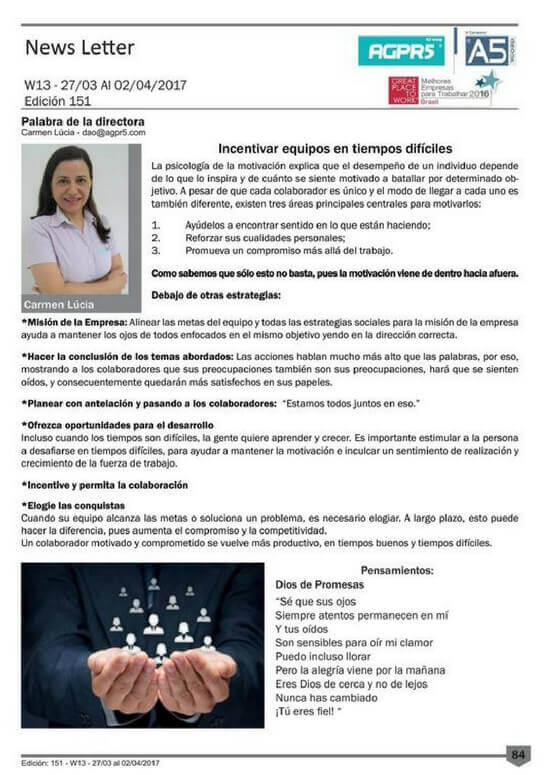 News Letter
AGPR5
A5
W13 - 27/03 Al 02/04/2017
Edición 151
GREAT
PLACE
TO
WORK
Melhores
Empresas
para Trabalhar 2016
Brasil
Palabra de la directora
Carmen Lúcia - dao@agpr5.com
Incentivar equipos en tiempos difíciles
La psicología de la motivación explica que el desempeño de un individuo depende
de lo que lo inspira y de cuánto se siente motivado a batallar por determinado ob-
jetivo. A pesar de que cada colaborador es único y el modo de llegar a cada uno es
también diferente, existen tres áreas principales centrales para motivarlos:
1. Ayúdelos a encontrar sentido en lo que están haciendo;
2. Reforzar sus cualidades personales;
3. Promueva un compromiso más allá del trabajo.
Como sabemos que sólo esto no basta, pues la motivación viene de dentro hacia afuera.
Debajo de otras estrategias:
Carmen Lúcia
*Misión de la Empresa: Alinear las metas del equipo y todas las estrategias sociales para la misión de la empresa
ayuda a mantener los ojos de todos enfocados en el mismo objetivo yendo en la dirección correcta.
*Hacer la conclusión de los temas abordados: Las acciones hablan mucho más alto que las palabras, por eso,
mostrando a los colaboradores que sus preocupaciones también son sus preocupaciones, hará que se sienten
oídos, y consecuentemente quedarán más satisfechos en sus papeles.
*Planear con antelación y pasando a los colaboradores: “Estamos todos juntos en eso.”
*Ofrezca oportunidades para el desarrollo
Incluso cuando los tiempos son difíciles, la gente quiere aprender y crecer. Es importante estimular a la persona
a desafiarse en tiempos difíciles, para ayudar a mantener la motivación e inculcar un sentimiento de realización y
crecimiento de la fuerza de trabajo.
*Incentive y permita la colaboración
*Elogie las conquistas
Cuando su equipo alcanza las metas o soluciona un problema, es necesario elogiar. A largo plazo, esto puede
hacer la diferencia, pues aumenta el compromiso y la competitividad.
Un colaborador motivado y comprometido se vuelve más productivo, en tiempos buenos y tiempos difíciles.
Pensamientos:
Dios de Promesas
“Sé que sus ojos
Siempre atentos permanecen en mí
Y tus oídos
Son sensibles para oír mi clamor
Puedo incluso llorar
Pero la alegría viene por la mañana
Eres Dios de cerca y no de lejos
Nunca has cambiado
¡Tú eres fiel! “
84
Edición: 151 - W13 - 27/03 al 02/04/2017